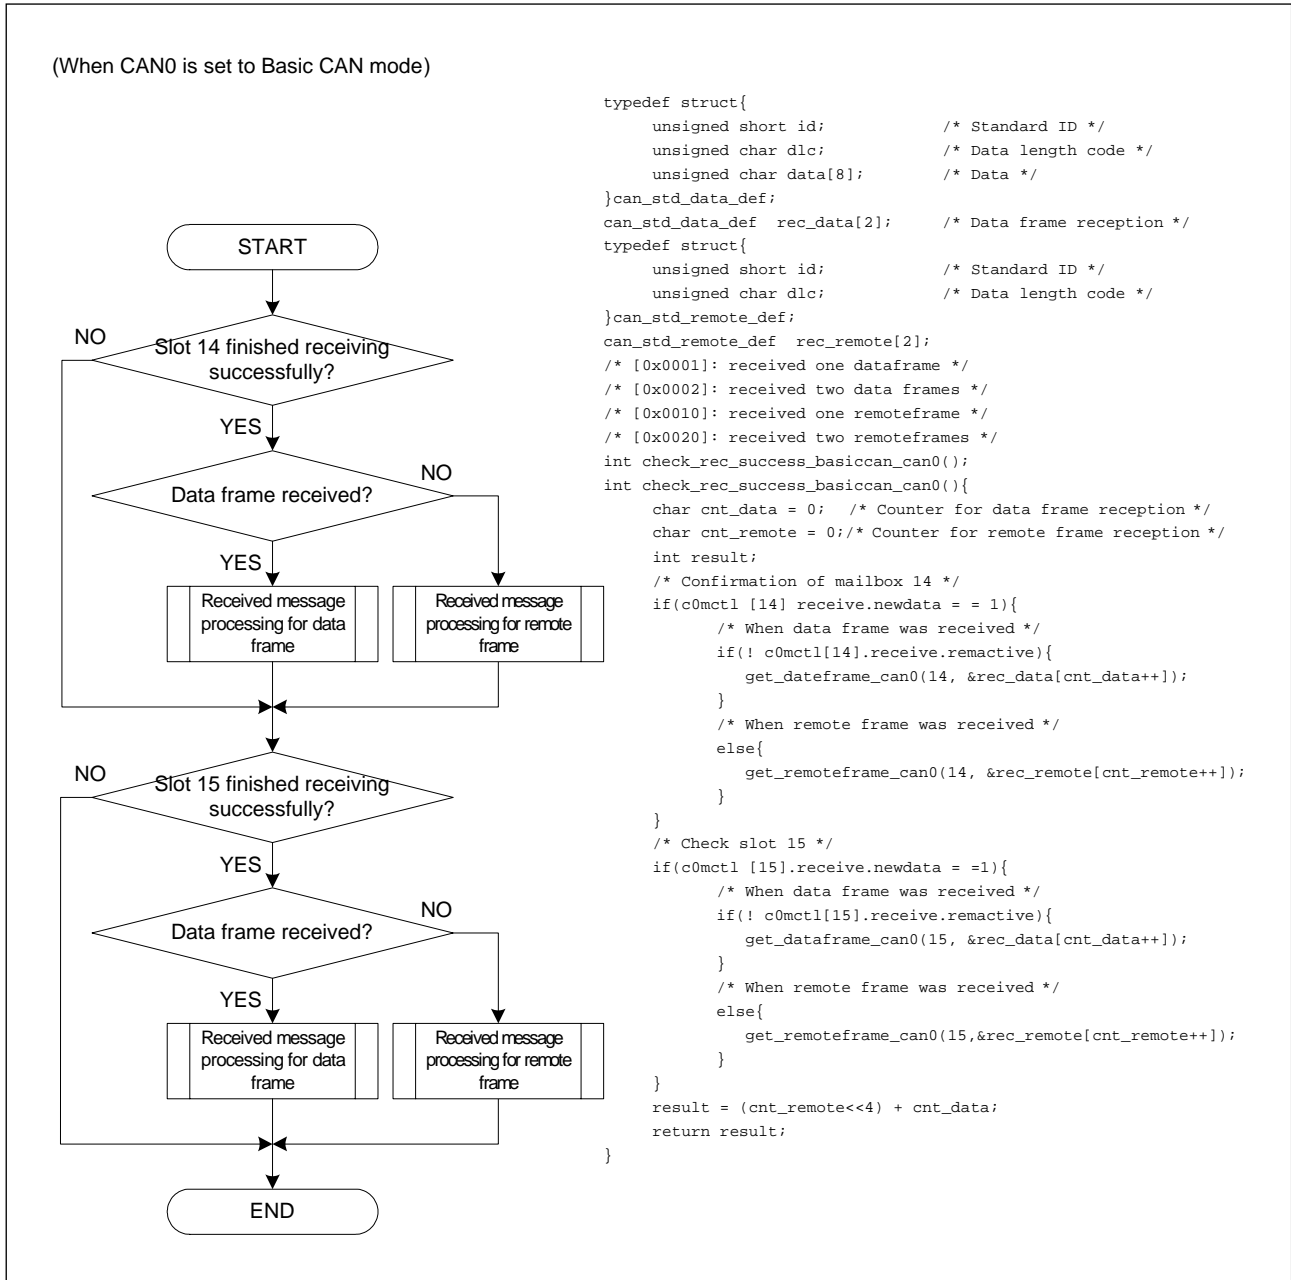 (When CAN0 is set to Basic CAN mode)
START
NO
Slot 14 finished receiving
successfully?
YES
NO
Data frame received?
YES
Received message
processing for data
frame
Received message
processing for remote
frame
NO
Slot 15 finished receiving
successfully?
YES
NO
Data frame received?
YES
Received message
processing for data
frame
Received message
processing for remote
frame
END
typedef struct{
unsigned short id; /* Standard ID */
unsigned char dlc; /* Data length code */
unsigned char data[8]; /* Data */
}can_std_data_def;
can_std_data_def rec_data[2]; /* Data frame reception */
typedef struct{
unsigned short id; /* Standard ID */
unsigned char dlc; /* Data length code */
}can_std_remote_def;
can_std_remote_def rec_remote[2];
/* [0x0001]: received one dataframe */
/* [0x0002]: received two data frames */
/* [0x0010]: received one remoteframe */
/* [0x0020]: received two remoteframes */
int check_rec_success_basiccan_can0();
int check_rec_success_basiccan_can0(){
char cnt_data = 0; /* Counter for data frame reception */
char cnt_remote = 0;/* Counter for remote frame reception */
int result;
/* Confirmation of mailbox 14 */
if(c0mctl [14] receive.newdata = = 1){
/* When data frame was received */
if(! c0mctl[14].receive.remactive){
get_dateframe_can0(14, &rec_data[cnt_data++]);
}
/* When remote frame was received */
else{
get_remoteframe_can0(14, &rec_remote[cnt_remote++]);
}
}
/* Check slot 15 */
if(c0mctl [15].receive.newdata = =1){
/* When data frame was received */
if(! c0mctl[15].receive.remactive){
get_dataframe_can0(15, &rec_data[cnt_data++]);
}
/* When remote frame was received */
else{
get_remoteframe_can0(15,&rec_remote[cnt_remote++]);
}
}
result = (cnt_remote<<4) + cnt_data;
return result;
}